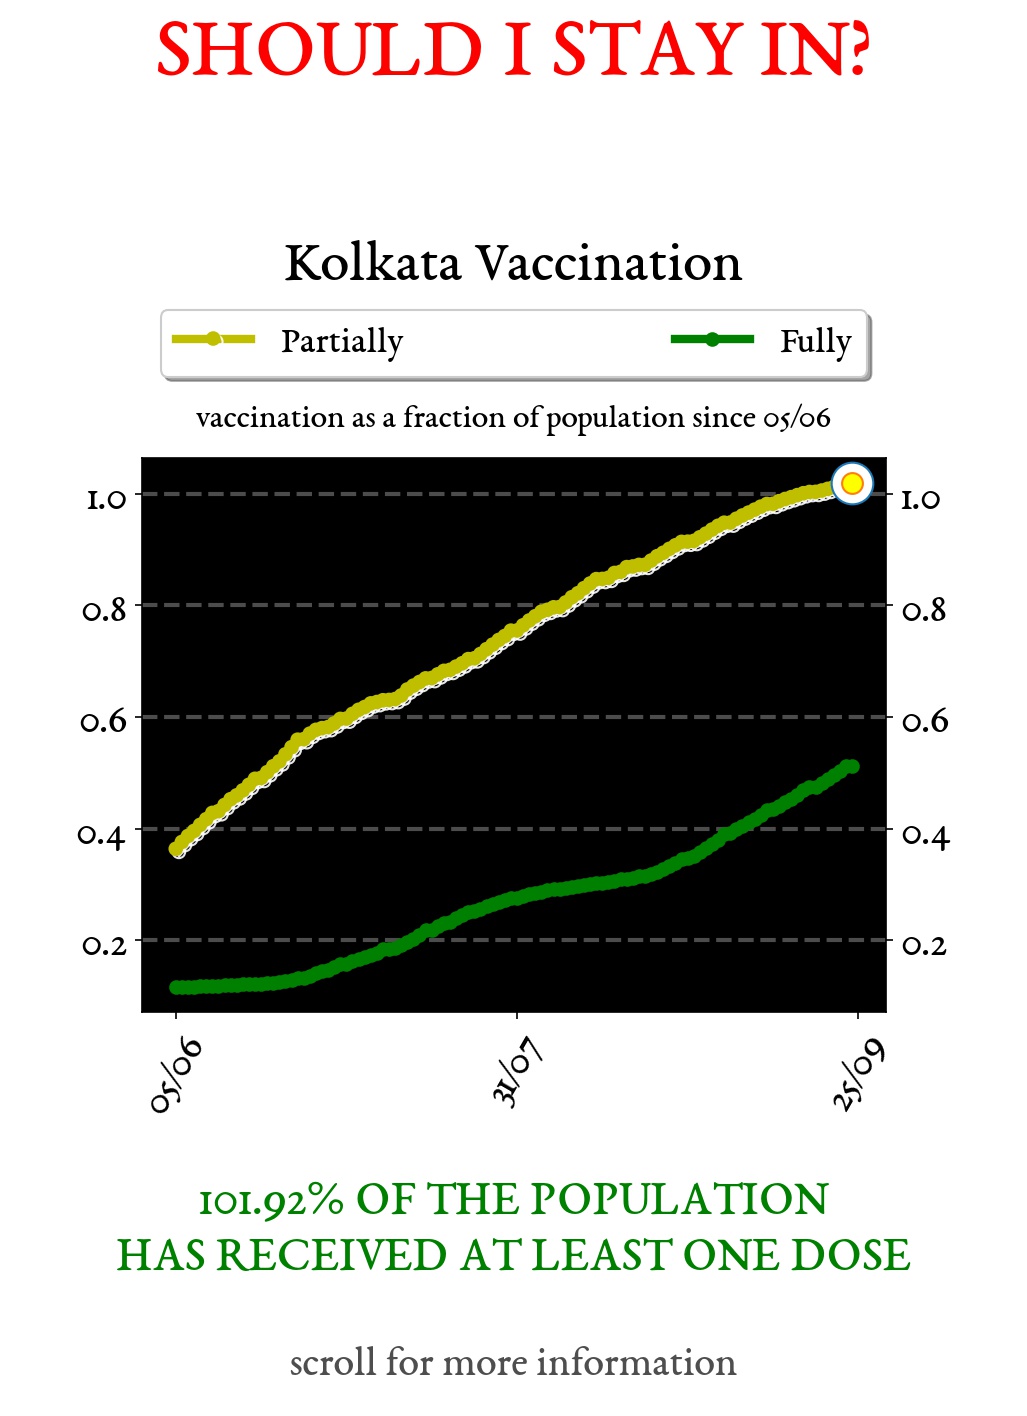 SHOULD I STAY IN?
Kolkata Vaccination
Partially Fully
vaccination as a fraction of population since 05/06
1.0 1.0
0.8 0.8
0.6 0.6
0.4 0.4
0.2 0.2
05/06 31/07 25/09
101.92% OF THE POPULATION
HAS RECEIVED AT LEAST ONE DOSE
scroll for more information